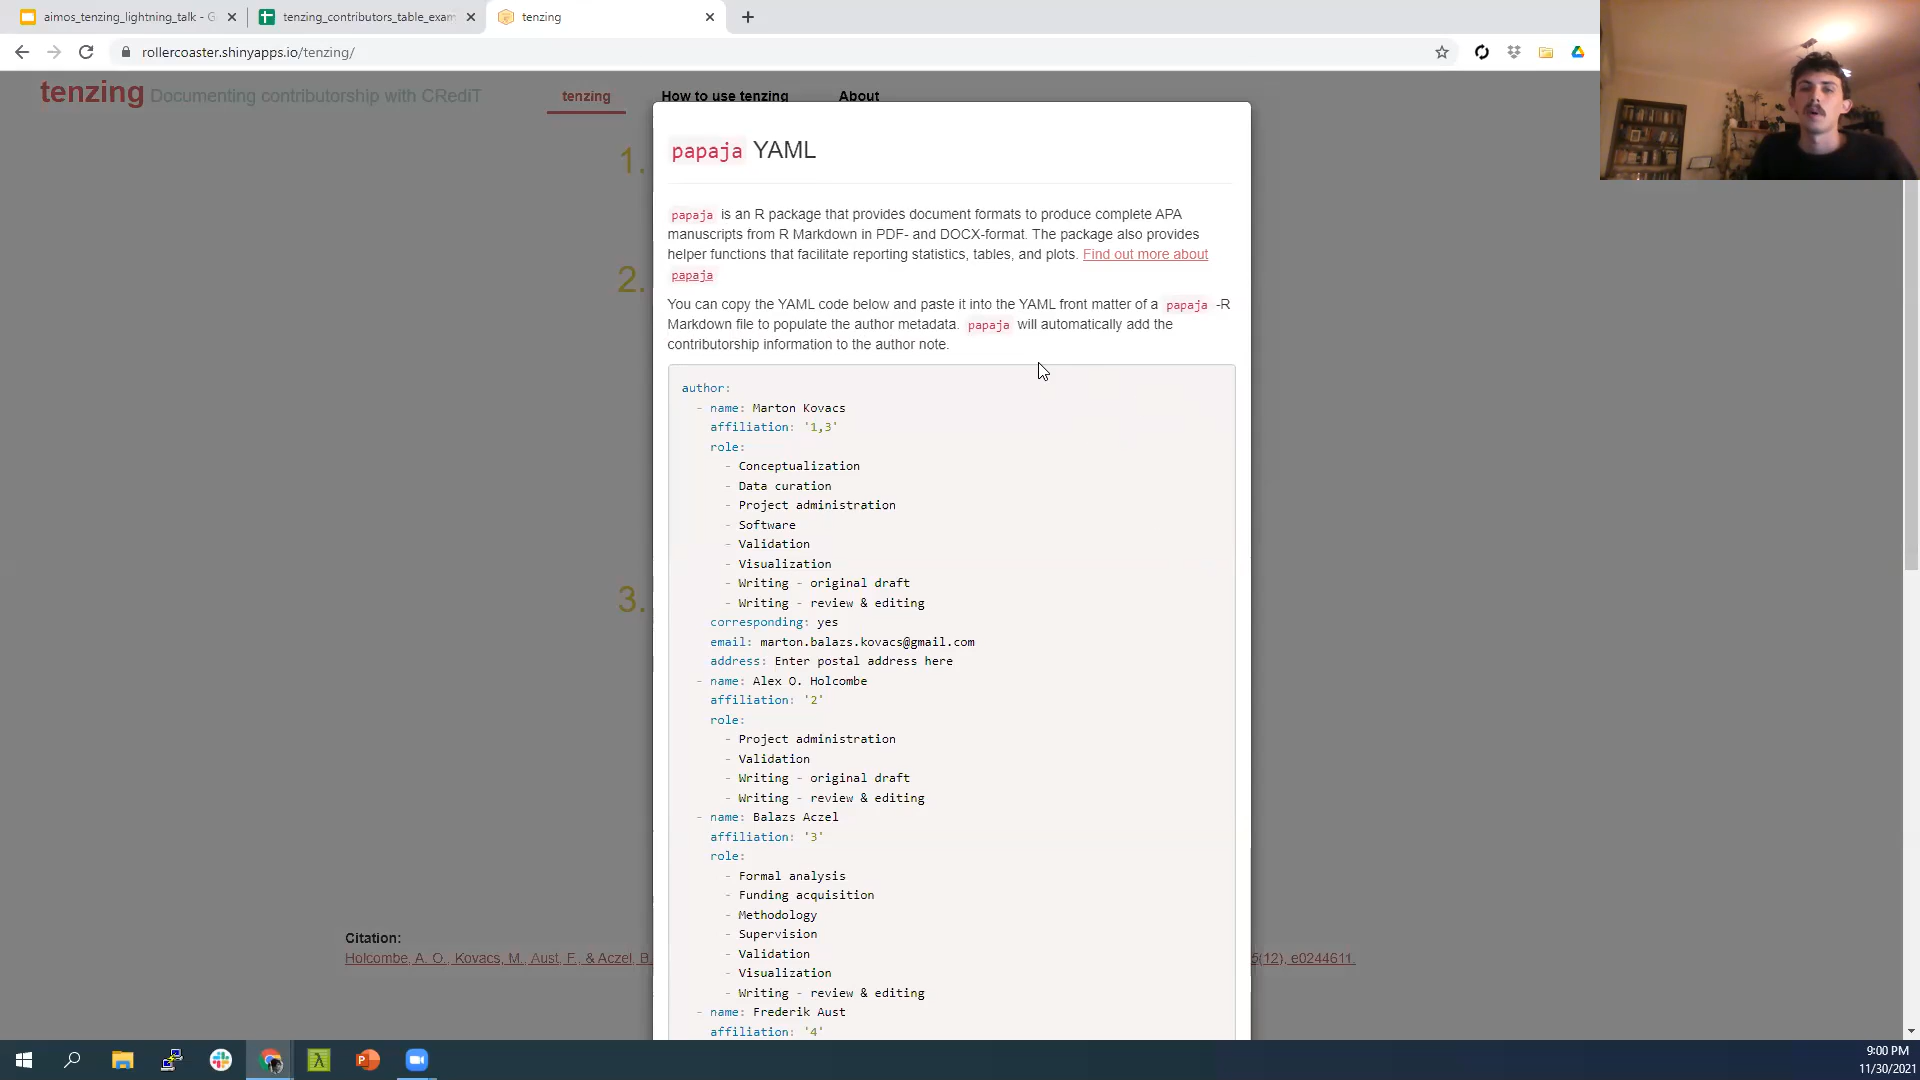 aimos_tenzing_lightning_talk - G
tenzing_contributors_table_exam
tenzing
rollercoaster.shinyapps.io/tenzing/
tenzing Documenting contributorship with CRediT
tenzing
How to use tenzing
About
1.
2.
3.
papaja YAML
papaja is an R package that provides document formats to produce complete APA
manuscripts from R Markdown in PDF- and DOCX-format. The package also provides
helper functions that facilitate reporting statistics, tables, and plots. Find out more about
papaja
You can copy the YAML code below and paste it into the YAML front matter of a papaja -R
Markdown file to populate the author metadata. papaja will automatically add the
contributorship information to the author note.
author:
- name: Marton Kovacs
affiliation: '1,3'
role:
- Conceptualization
- Data curation
- Project administration
- Software
- Validation
- Visualization
- Writing - original draft
- Writing - review & editing
corresponding: yes
email: marton.balazs.kovacs@gmail.com
address: Enter postal address here
- name: Alex O. Holcombe
affiliation: '2'
role:
- Project administration
- Validation
- Writing - original draft
- Writing - review & editing
- name: Balazs Aczel
affiliation: '3'
role:
- Formal analysis
- Funding acquisition
- Methodology
- Supervision
- Validation
- Visualization
- Writing - review & editing
- name: Frederik Aust
affiliation: '4'
Citation:
Holcombe, A. O., Kovacs, M., Aust, F., & Aczel, B.
5(12), e0244611.
9:00 PM
11/30/2021